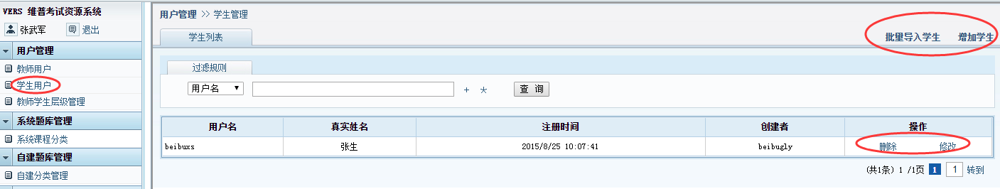 VERS 维普考试资源系统
张武军 退出
用户管理
教师用户
学生用户
教师学生层级管理
系统题库管理
系统课程分类
自建题库管理
自建分类管理
用户管理 >> 学生管理
学生列表
批量导入学生 增加学生
过滤规则
用户名 + * 查 询
用户名 真实姓名 注册时间 创建者 操作
beibuxs 张生 2015/8/25 10:07:41 beibugly 删除 修改
(共1条) 1 /1页 1 1 转到